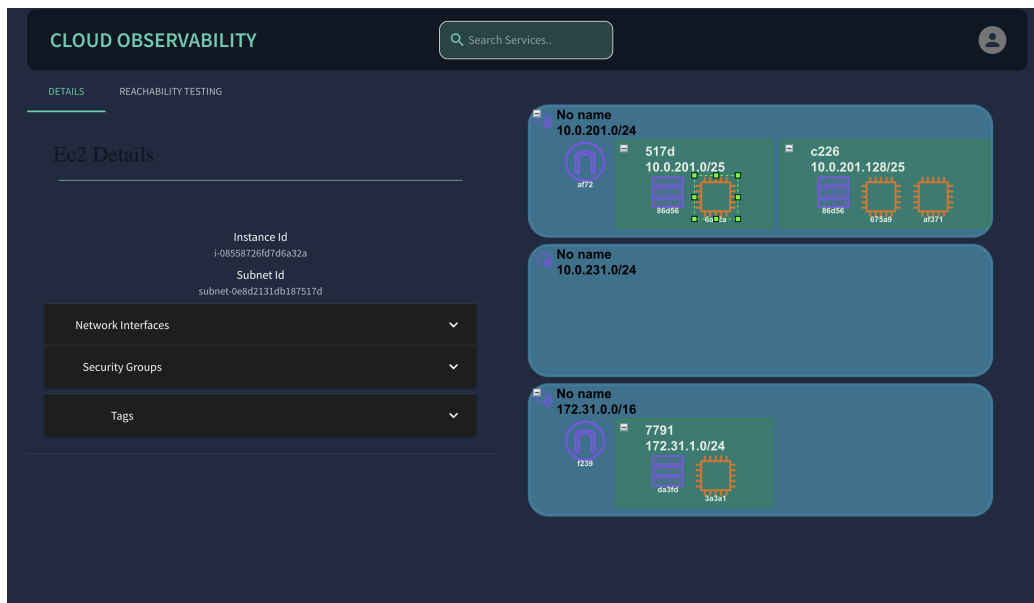 CLOUD OBSERVABILITY
Search Services..
DETAILS
REACHABILITY TESTING
Ec2 Details
Instance Id
i-08558726fd7d6a32a
Subnet Id
subnet-0e8d2131db187517d
Network Interfaces
Security Groups
Tags
No name
10.0.201.0/24
af72
517d
10.0.201.0/25
86d56
c226
10.0.201.128/25
86d56
675a9
af371
No name
10.0.231.0/24
No name
172.31.0.0/16
f239
7791
172.31.1.0/24
da3fd
3a3a1